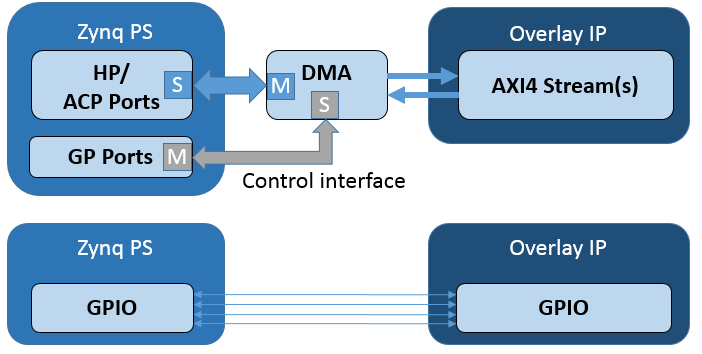 Zynq PS
HP/
ACP Ports
S
M
DMA
S
Overlay IP
AXI4 Stream(s)
GP Ports
M
Control interface
Zynq PS
GPIO
Overlay IP
GPIO